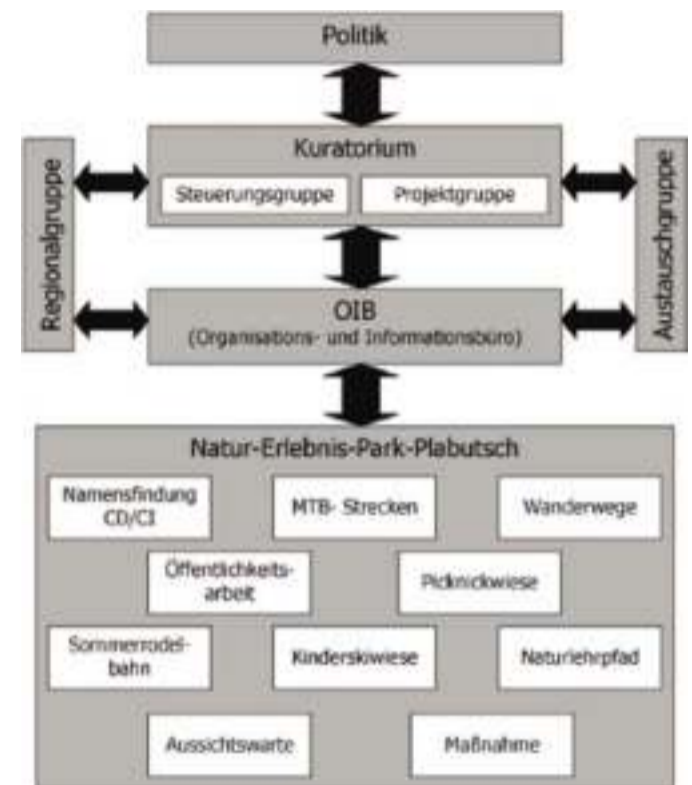 Politik
Kuratorium
Steuerungsgruppe
Projektgruppe
Regionalgruppe
Austauschgruppe
OIB
(Organisations- und Informationsbüro)
Natur-Erlebnis-Park-Plabutsch
Namensfindung
CD/CI
MTB- Strecken
Wanderwege
Öffentlichkeits-
arbeit
Picknickwiese
Sommerrodel-
bahn
Kinderskiwiese
Naturlehrpfad
Aussichtswarte
Maßnahme